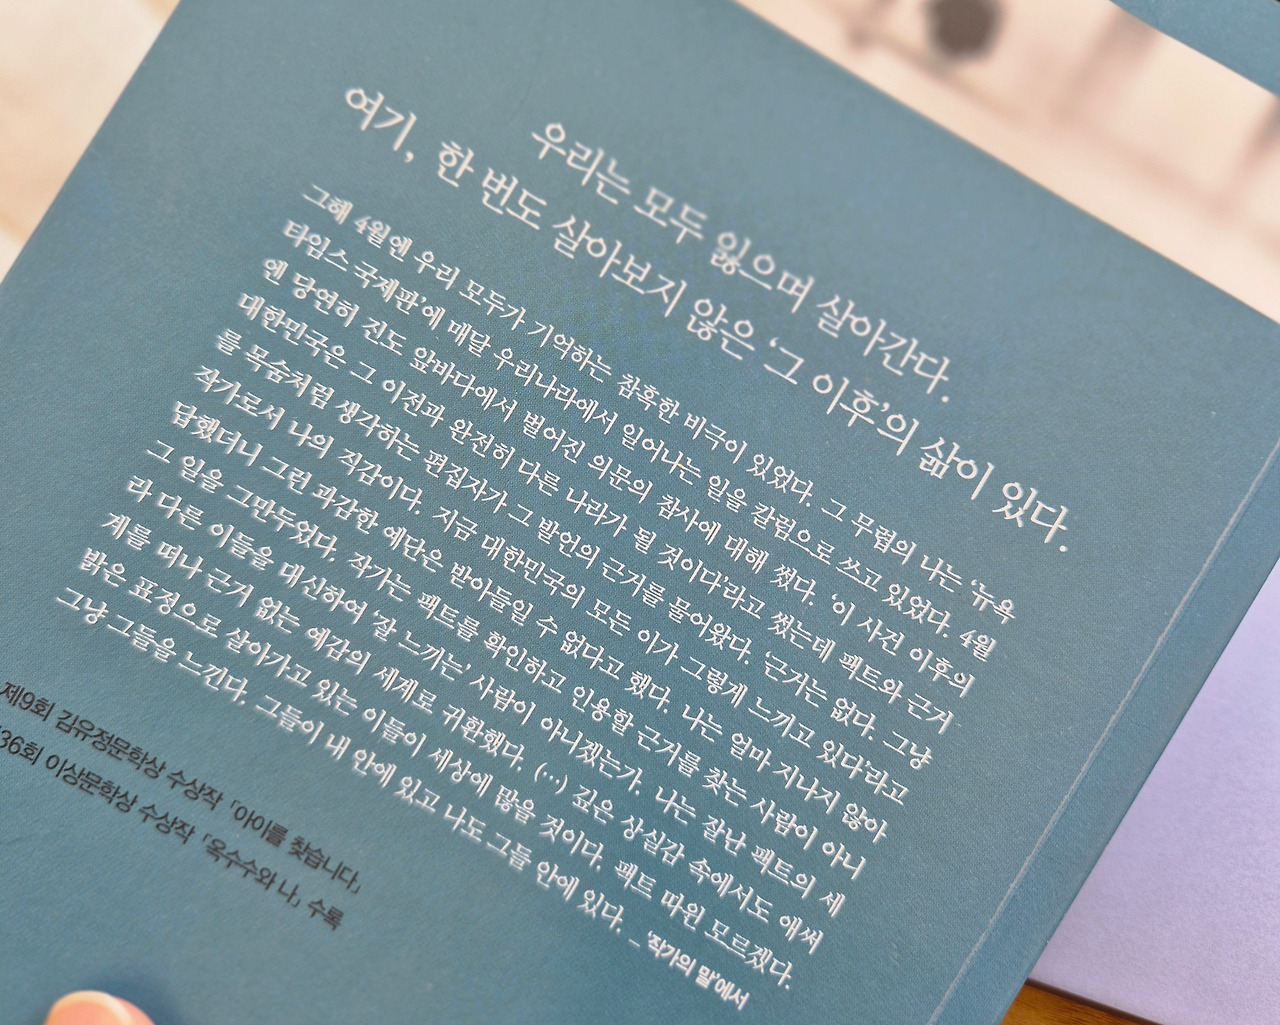 우리는 모두 잃으며 살아간다.
여기, 한 번도 살아보지 않은 ‘그 이후’의 삶이 있다.
그해 4월엔 우리 모두가 기억하는 참혹한 비극이 있었다. 그 무렵의 나는 ‘뉴욕
타임스 국제판’에 매달 우리나라에서 일어나는 일을 칼럼으로 쓰고 있었다. 4월
엔 당연히 진도 앞바다에서 벌어진 의문의 참사에 대해 썼다. ‘이 사건 이후의
대한민국은 그 이전과 완전히 다른 나라가 될 것이다’라고 썼는데 팩트와 근거
를 목숨처럼 생각하는 편집자가 그 발언의 근거를 물어왔다. ‘근거는 없다. 그냥
작가로서 나의 직감이다. 지금 대한민국의 모든 이가 그렇게 느끼고 있다’라고
답했더니 그런 과감한 예단은 받아들일 수 없다고 했다. 나는 얼마 지나지 않아
그 일을 그만두었다. 작가는 팩트를 확인하고 인용할 근거를 찾는 사람이 아니
라 다른 이들을 대신하여 ‘잘 느끼는’ 사람이 아니겠는가. 나는 잘난 팩트의 세
계를 떠나 근거 없는 예감의 세계로 귀환했다. (…) 깊은 상실감 속에서도 애써
밝은 표정으로 살아가고 있는 이들이 세상에 많을 것이다. 팩트 따윈 모르겠다.
그냥 그들을 느낀다. 그들이 내 안에 있고 나도 그들 안에 있다. _ ‘작가의 말’에서
제9회 김유정문학상 수상작 「아이를 찾습니다」
36회 이상문학상 수상작 「옥수수와 나」 수록